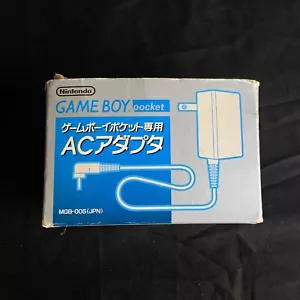 Nintendo
GAME BOY pocket
ゲームボーイポケット専用
ACアダプタ
MGB-005(JPN)